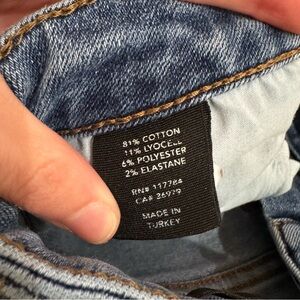 81% COTTON
11% LYOCELL
6% POLYESTER
2% ELASTANE
RN# 117784
CA# 26979
MADE IN
TURKEY